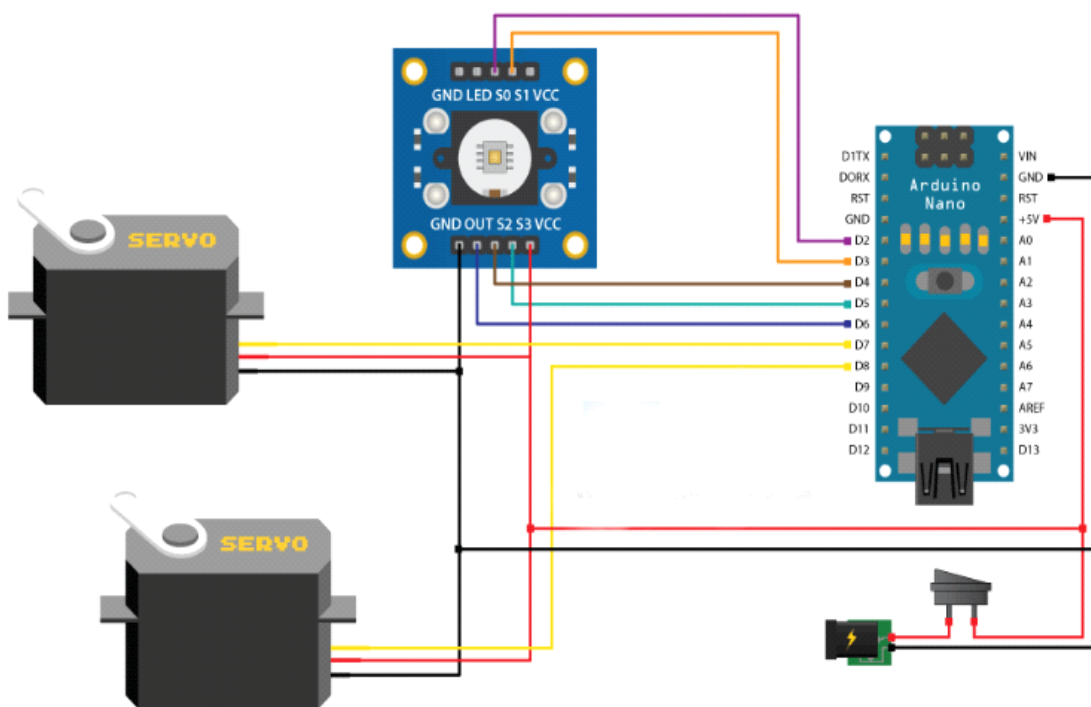 GND LED S0 S1 VCC
GND OUT S2 S3 VCC
SERVO
SERVO
Arduino
Nano
D1TX
DORX
RST
GND
D2
D3
D4
D5
D6
D7
D8
D9
D10
D11
D12
VIN
GND
RST
+5V
A0
A1
A2
A3
A4
A5
A6
A7
AREF
3V3
D13